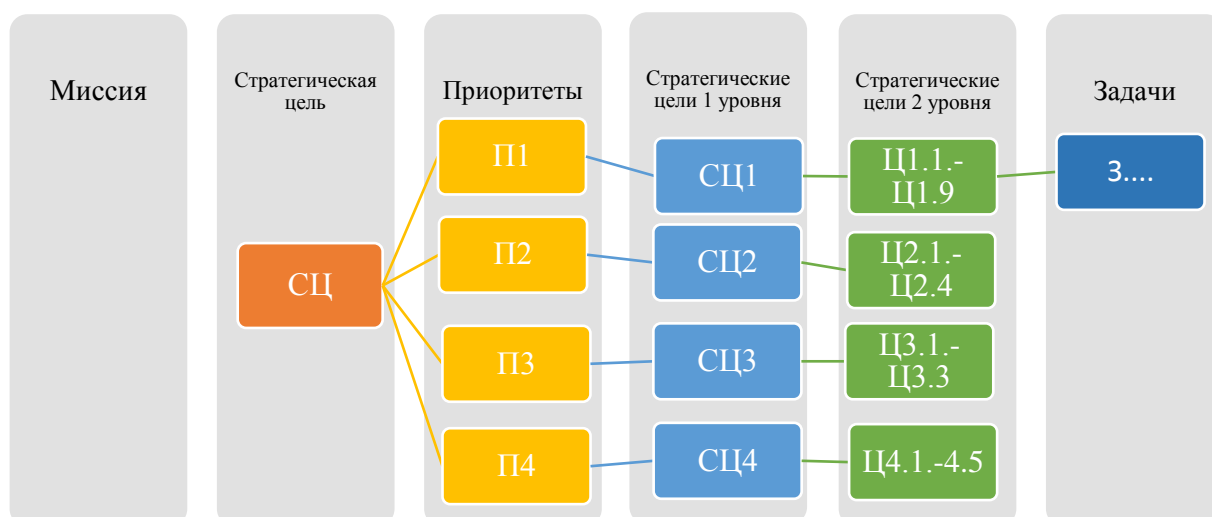 Миссия
Стратегическая
цель
Приоритеты
Стратегические
цели 1 уровня
Стратегические
цели 2 уровня
Задачи
СЦ
П1
П2
П3
П4
СЦ1
СЦ2
СЦ3
СЦ4
Ц1.1.-
Ц1.9
Ц2.1.-
Ц2.4
Ц3.1.-
Ц3.3
Ц4.1.-4.5
З....